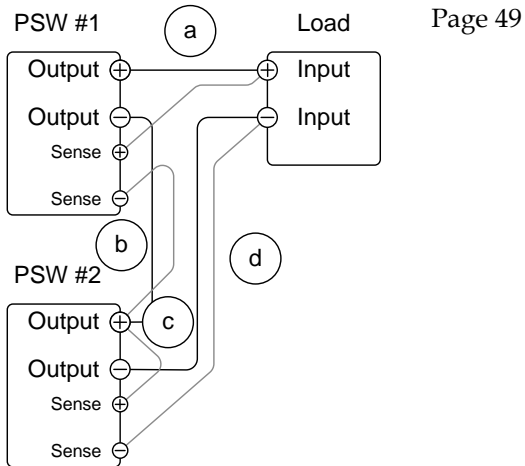 PSW #1
a
Load
Page 49
Output +
+ Input
Output −
− Input
Sense +
Sense −
b
d
PSW #2
Output +
c
Output −
Sense +
Sense −